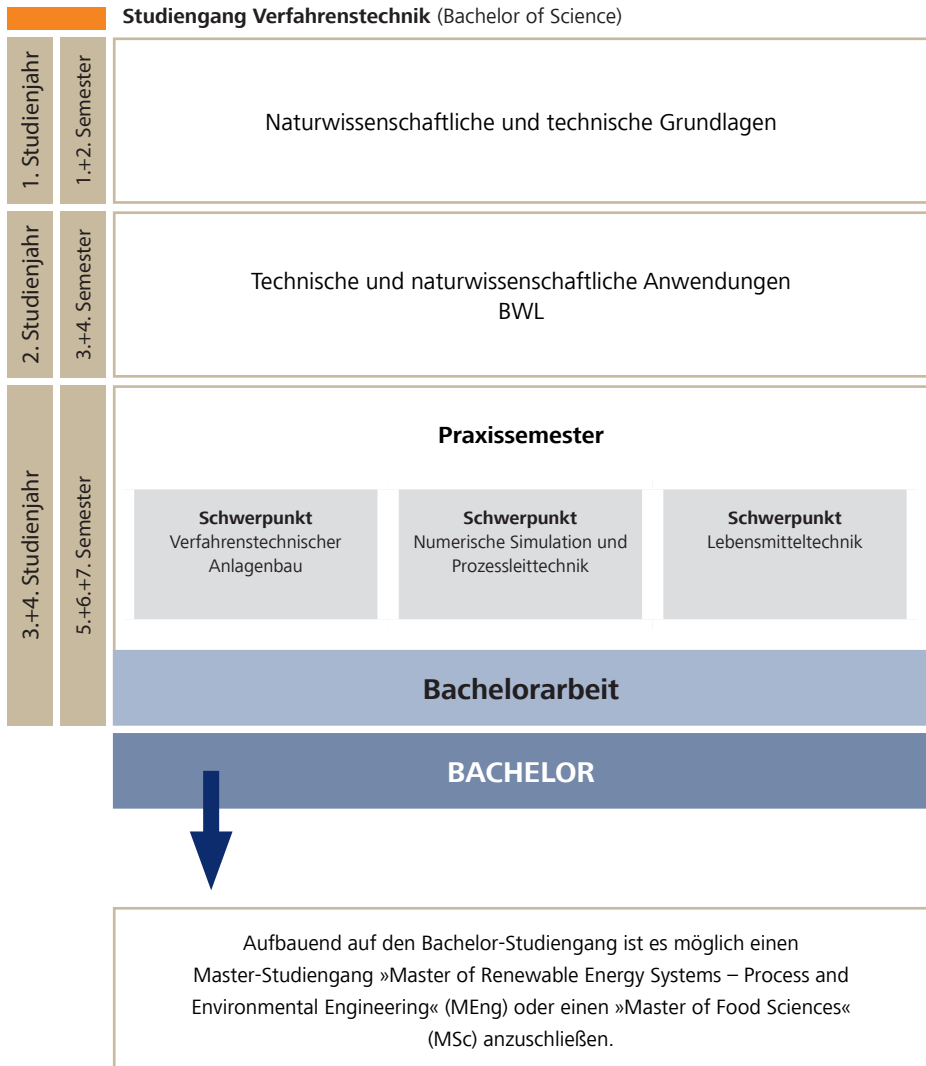 Studiengang Verfahrenstechnik (Bachelor of Science)
1. Studienjahr
1.+2. Semester
Naturwissenschaftliche und technische Grundlagen
2. Studienjahr
3.+4. Semester
Technische und naturwissenschaftliche Anwendungen
BWL
3.+4. Studienjahr
5.+6.+7. Semester
Praxissemester
Schwerpunkt
Verfahrenstechnischer
Anlagenbau
Schwerpunkt
Numerische Simulation und
Prozessleittechnik
Schwerpunkt
Lebensmitteltechnik
Bachelorarbeit
BACHELOR
Aufbauend auf den Bachelor-Studiengang ist es möglich einen
Master-Studiengang »Master of Renewable Energy Systems – Process and
Environmental Engineering« (MEng) oder einen »Master of Food Sciences«
(MSc) anzuschließen.